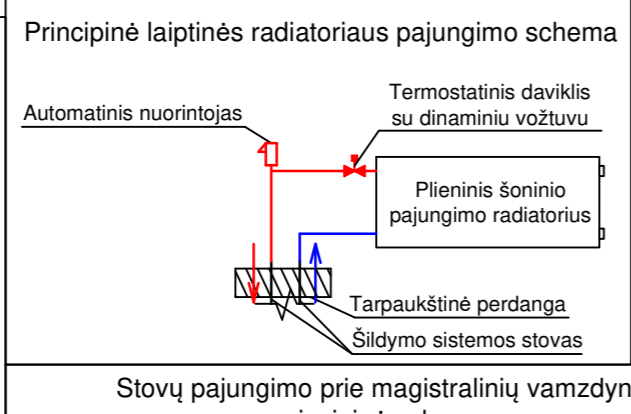 Principinė laiptinės radiatoriaus pajungimo schema
Automatinis nuorintojas
Termostatinis daviklis
su dinaminiu vožtuvu
Plieninis šoninio
pajungimo radiatorius
Tarpaukštinė perdanga
Šildymo sistemos stovas
Stovų pajungimo prie magistralinių vamzdyn